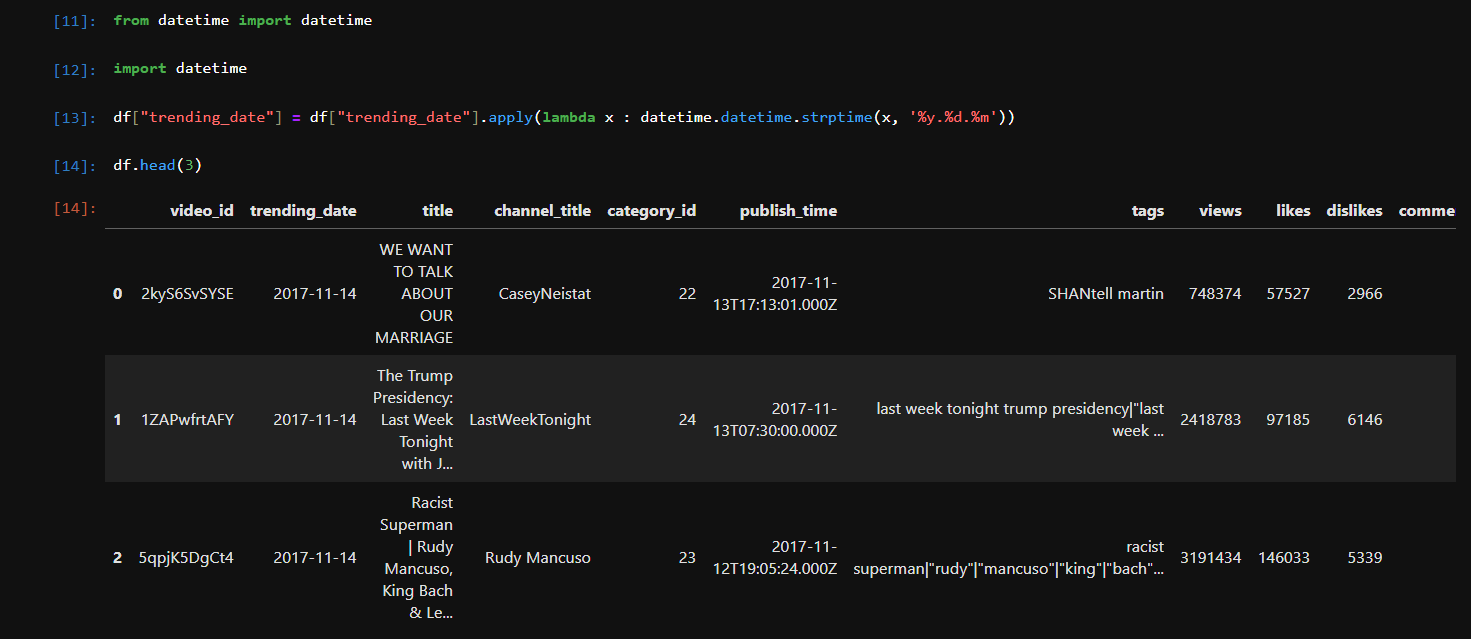 [11]: from datetime import datetime
[12]: import datetime
[13]: df["trending_date"] = df["trending_date"].apply(lambda x : datetime.datetime.strptime(x, '%y.%d.%m'))
[14]: df.head(3)
[14]: video_id trending_date title channel_title category_id publish_time tags views likes dislikes comme
WE WANT
TO TALK
ABOUT
OUR
MARRIAGE
0 2kyS6SvSYSE 2017-11-14 CaseyNeistat 22
2017-11-
13T17:13:01.000Z
SHANtell martin 748374 57527 2966
The Trump
Presidency:
Last Week
Tonight
with J...
1 1ZAPwfrtAFY 2017-11-14 LastWeekTonight 24
2017-11-
13T07:30:00.000Z
last week tonight trump presidency|"last
week ...
2418783 97185 6146
Racist
Superman
| Rudy
Mancuso,
King Bach
& Le...
2 5qpjK5DgCt4 2017-11-14 Rudy Mancuso 23
2017-11-
12T19:05:24.000Z
racist
superman|"rudy"|"mancuso"|"king"|"bach"...
3191434 146033 5339